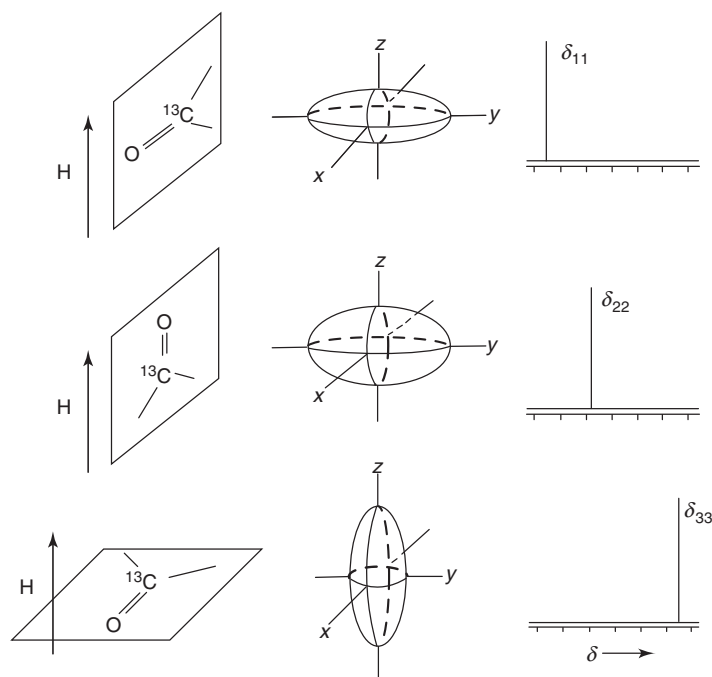 H
¹³C
O
z
y
x
δ₁₁
H
O
¹³C
z
y
x
δ₂₂
H
¹³C
O
z
y
x
δ₃₃
δ →